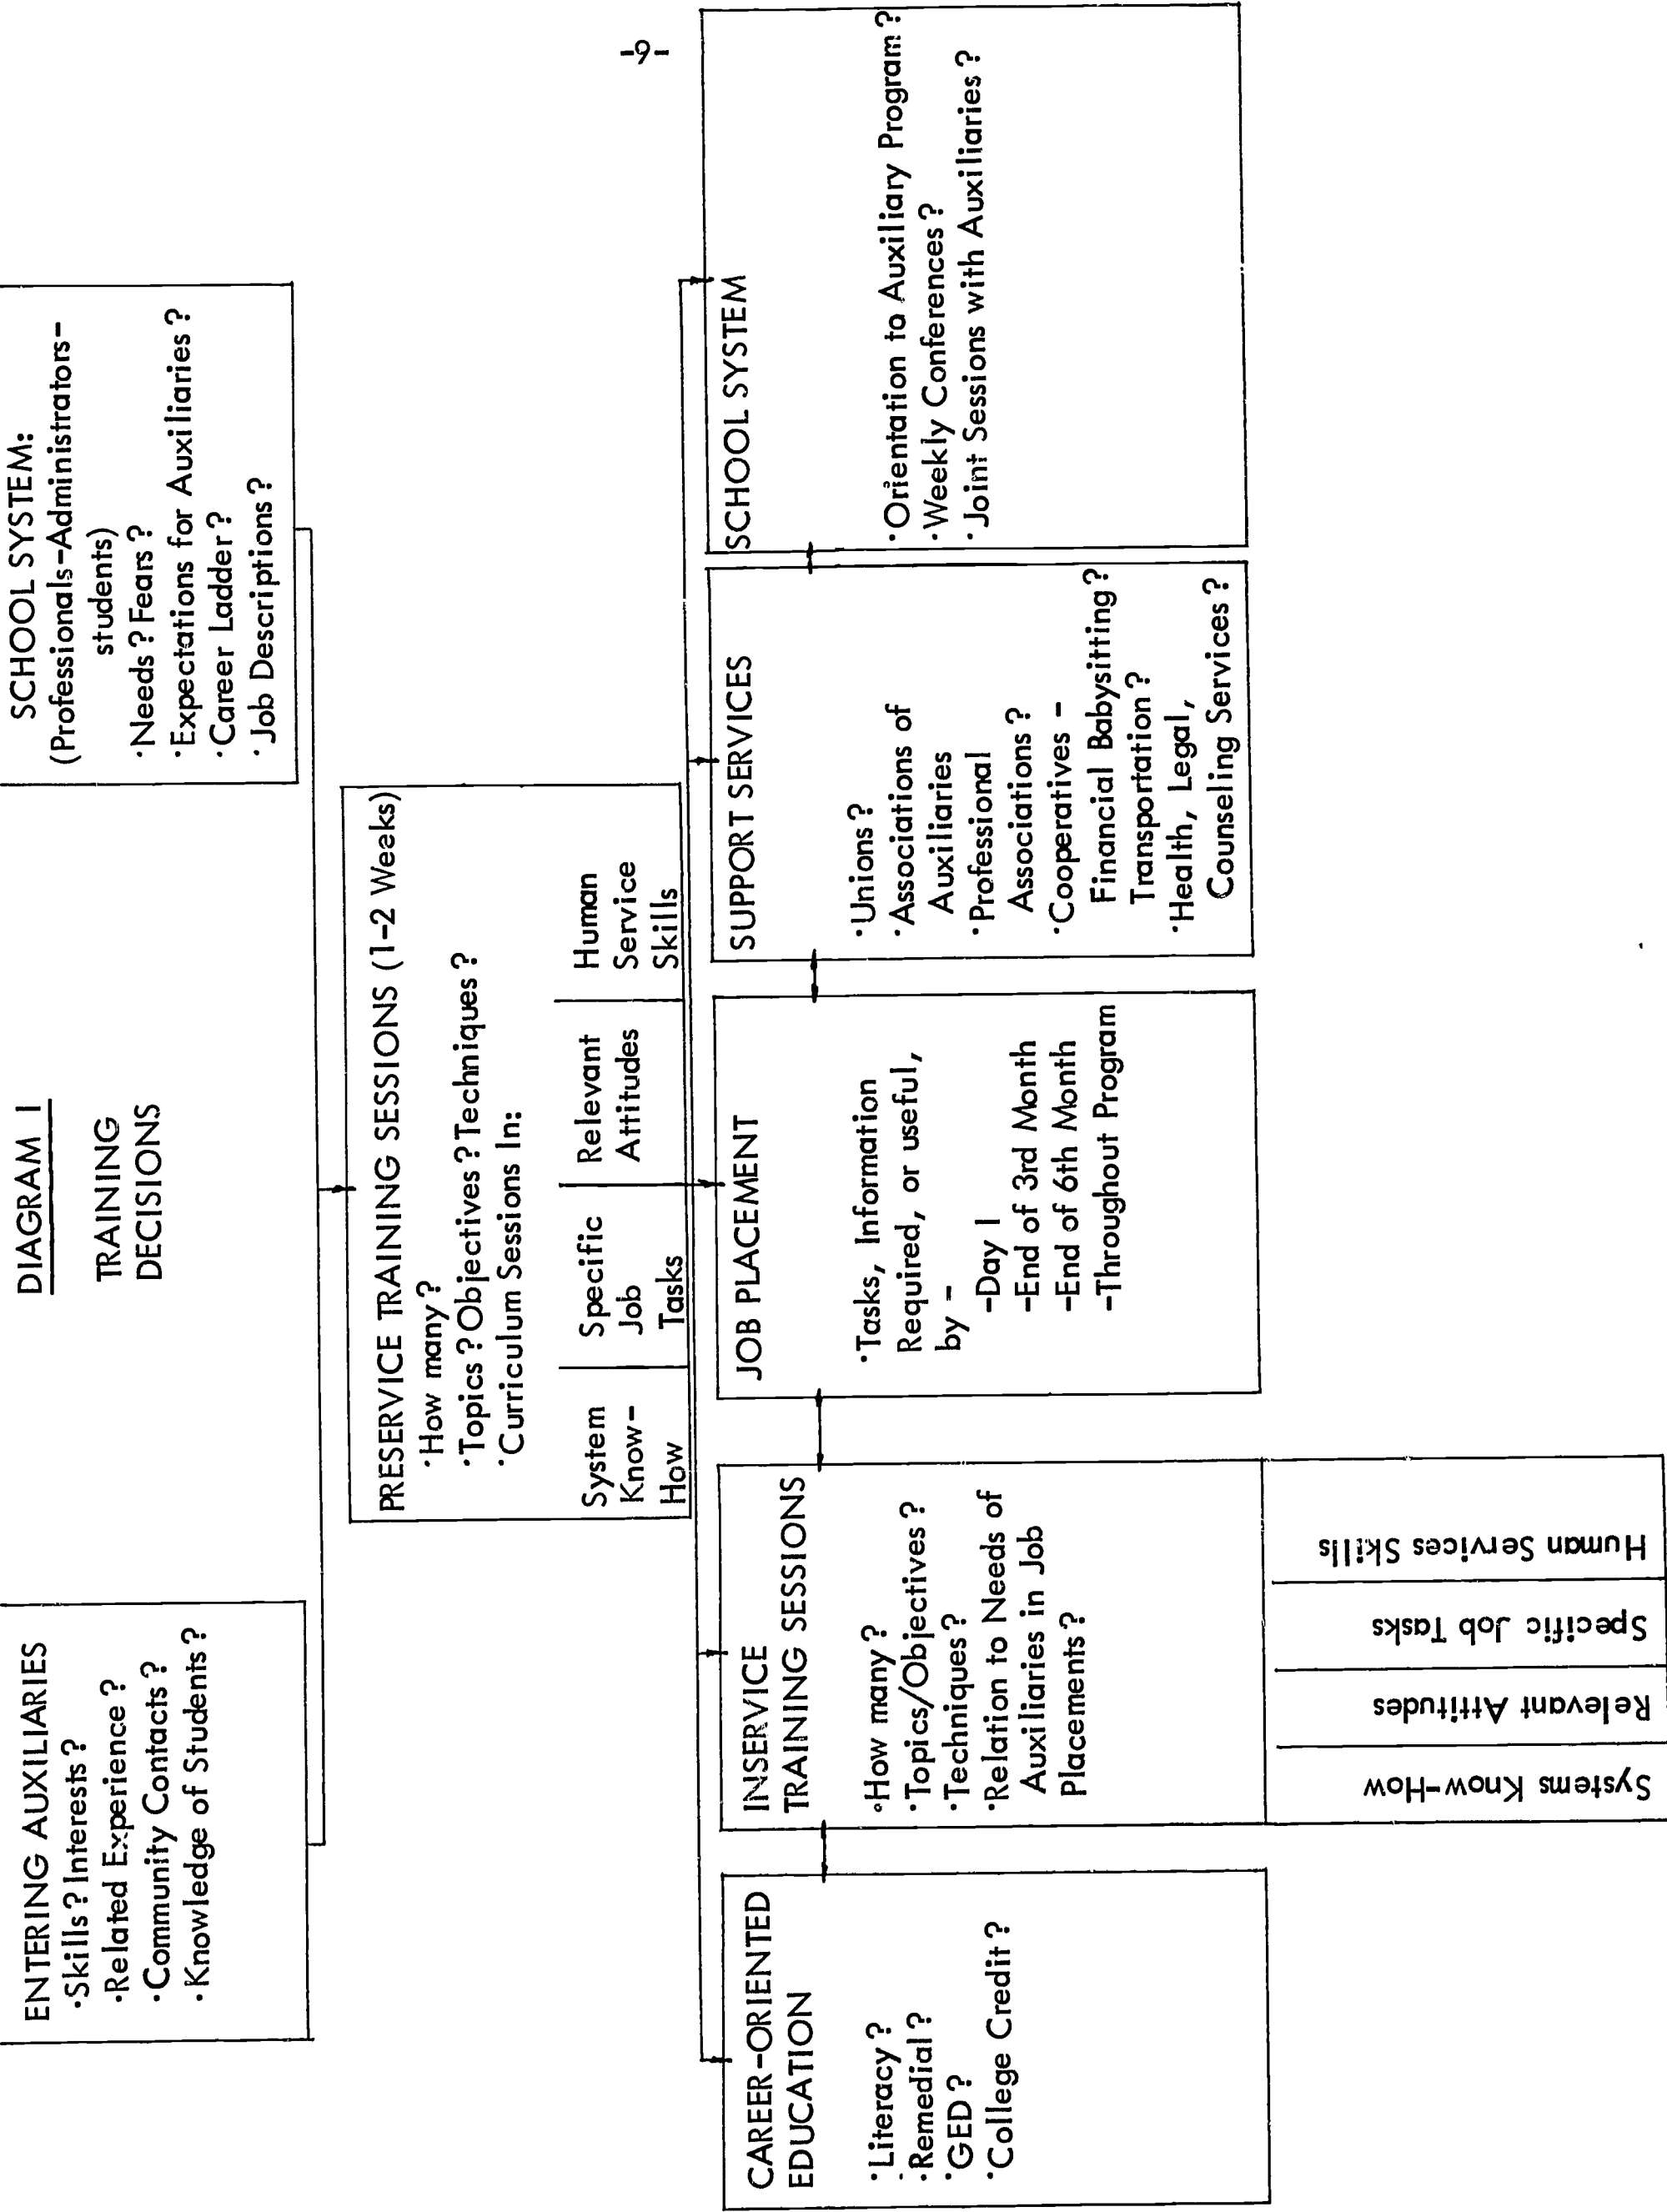 DIAGRAM I
TRAINING
DECISIONS
ENTERING AUXILIARIES
·Skills? Interests?
·Related Experience?
·Community Contacts?
·Knowledge of Students?
SCHOOL SYSTEM:
(Professionals-Administrators-
students)
·Needs? Fears?
·Expectations for Auxiliaries?
·Career Ladder?
·Job Descriptions?
PRESERVICE TRAINING SESSIONS (1-2 Weeks)
·How many?
·Topics? Objectives? Techniques?
·Curriculum Sessions In:
System
Know-
How
Specific
Job
Tasks
Relevant
Attitudes
Human
Service
Skills
-9-
CAREER-ORIENTED
EDUCATION
·Literacy?
·Remedial?
·GED?
·College Credit?
INSERVICE
TRAINING SESSIONS
·How many?
·Topics/Objectives?
·Techniques?
·Relation to Needs of
Auxiliaries in Job
Placements?
Systems Know-How
Relevant Attitudes
Specific Job Tasks
Human Services Skills
JOB PLACEMENT
·Tasks, Information
Required, or useful,
by -
-Day 1
-End of 3rd Month
-End of 6th Month
-Throughout Program
SUPPORT SERVICES
·Unions?
·Associations of
Auxiliaries
·Professional
Associations?
·Cooperatives -
Financial Babysitting?
Transportation?
·Health, Legal,
Counseling Services?
SCHOOL SYSTEM
·Orientation to Auxiliary Program?
·Weekly Conferences?
·Joint Sessions with Auxiliaries?